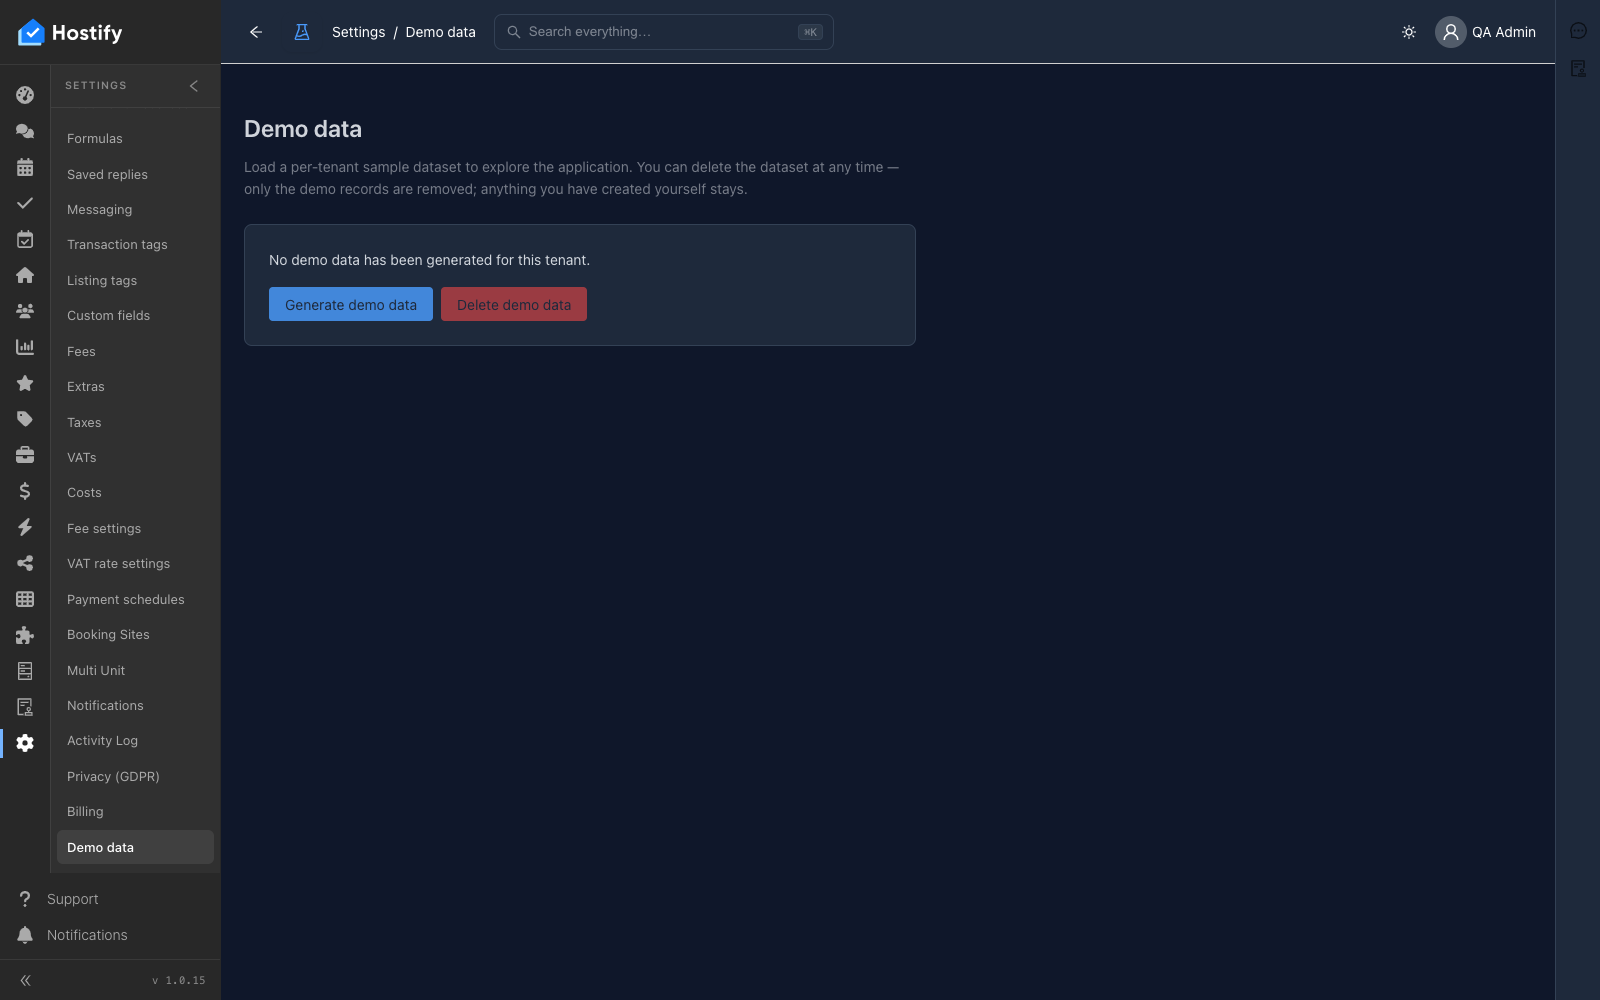 Hostify
Settings / Demo data
Search everything...
⌘K
QA Admin
SETTINGS
Formulas
Saved replies
Messaging
Transaction tags
Listing tags
Custom fields
Fees
Extras
Taxes
VATs
Costs
Fee settings
VAT rate settings
Payment schedules
Booking Sites
Multi Unit
Notifications
Activity Log
Privacy (GDPR)
Billing
Demo data
Support
Notifications
v 1.0.15
Demo data
Load a per-tenant sample dataset to explore the application. You can delete the dataset at any time —
only the demo records are removed; anything you have created yourself stays.
No demo data has been generated for this tenant.
Generate demo data
Delete demo data